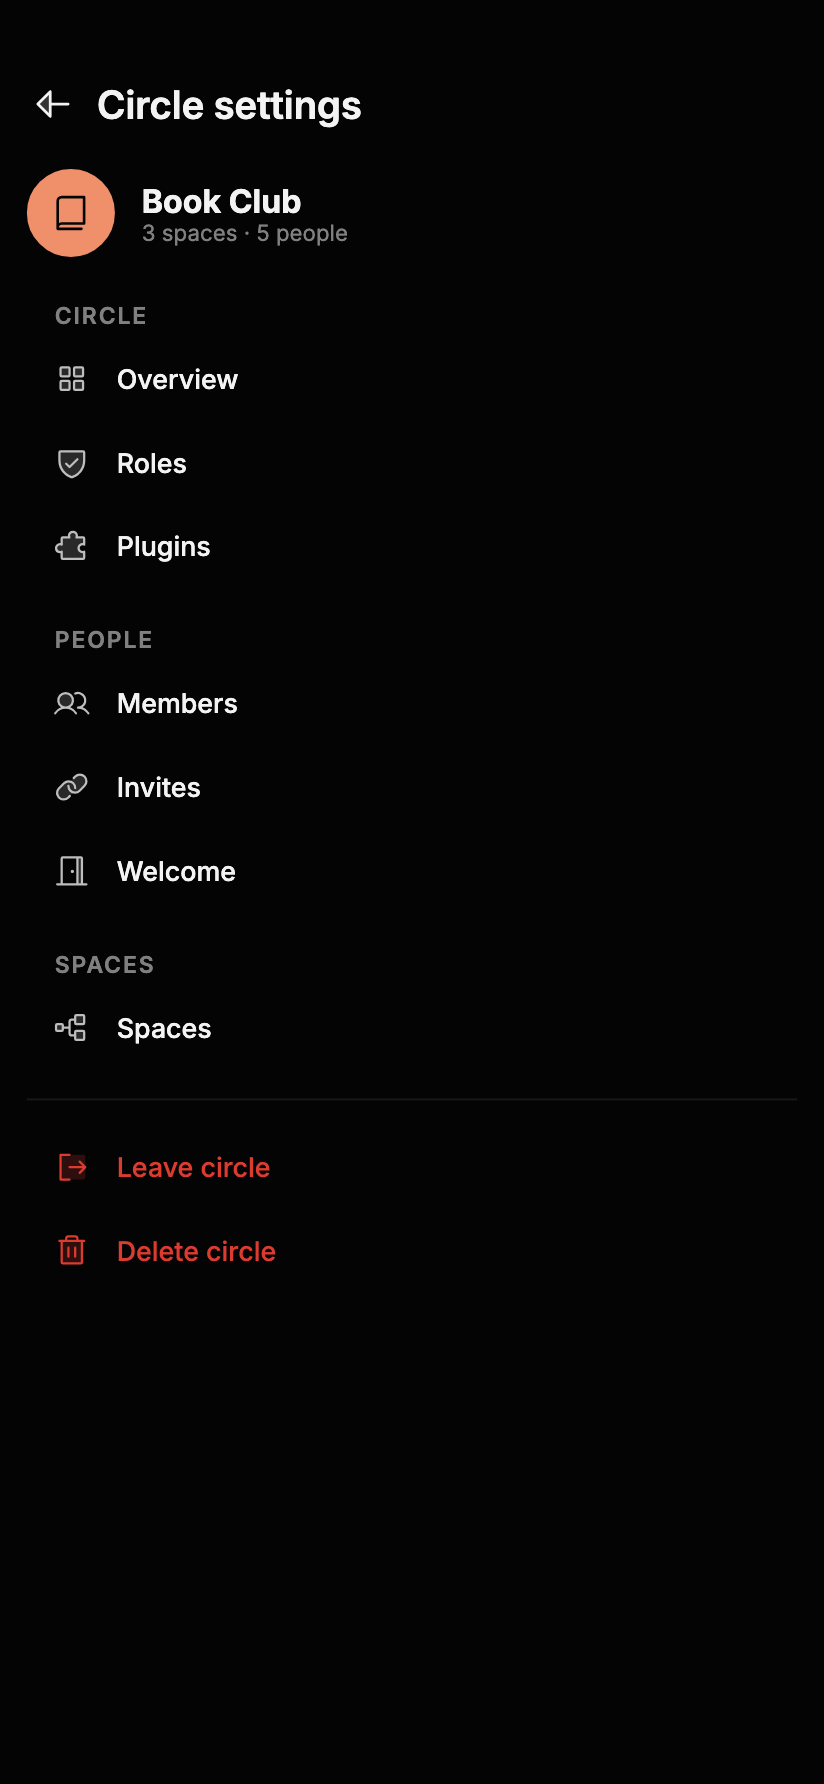 Circle settings
Book Club
3 spaces · 5 people
CIRCLE
Overview
Roles
Plugins
PEOPLE
Members
Invites
Welcome
SPACES
Spaces
Leave circle
Delete circle